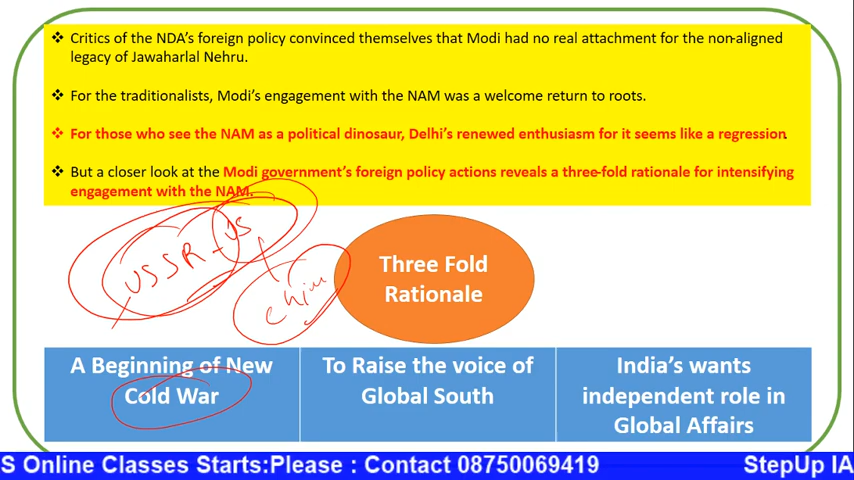 ❖ Critics of the NDA's foreign policy convinced themselves that Modi had no real attachment for the non-aligned
legacy of Jawaharlal Nehru.
❖ For the traditionalists, Modi's engagement with the NAM was a welcome return to roots.
❖ For those who see the NAM as a political dinosaur, Delhi's renewed enthusiasm for it seems like a regression.
❖ But a closer look at the Modi government's foreign policy actions reveals a three-fold rationale for intensifying
engagement with the NAM.
USSR - US
Three Fold
Rationale
A Beginning of New
Cold War
To Raise the voice of
Global South
India's wants
independent role in
Global Affairs
S Online Classes Starts:Please : Contact 08750069419 StepUp IA